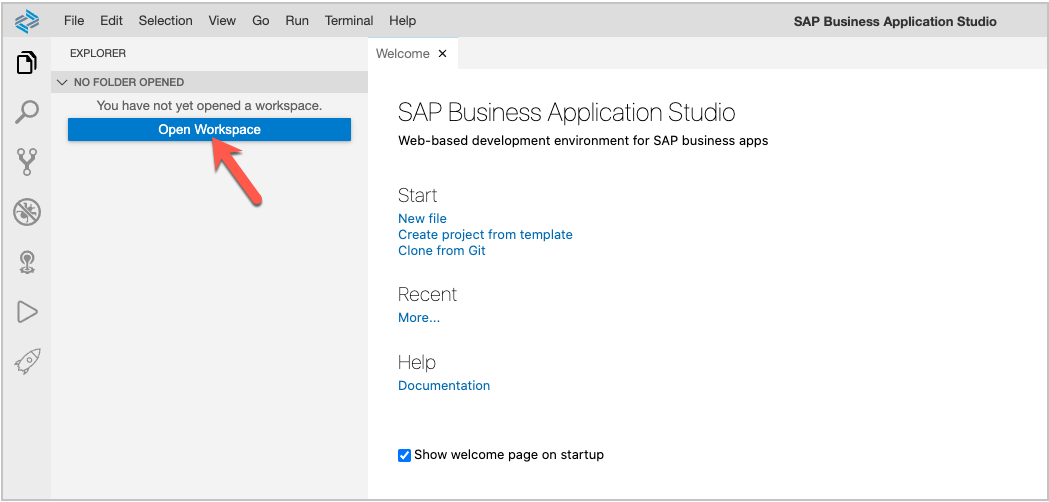 File Edit Selection View Go Run Terminal Help SAP Business Application Studio
EXPLORER
NO FOLDER OPENED
You have not yet opened a workspace.
Open Workspace
Welcome
SAP Business Application Studio
Web-based development environment for SAP business apps
Start
New file
Create project from template
Clone from Git
Recent
More...
Help
Documentation
Show welcome page on startup